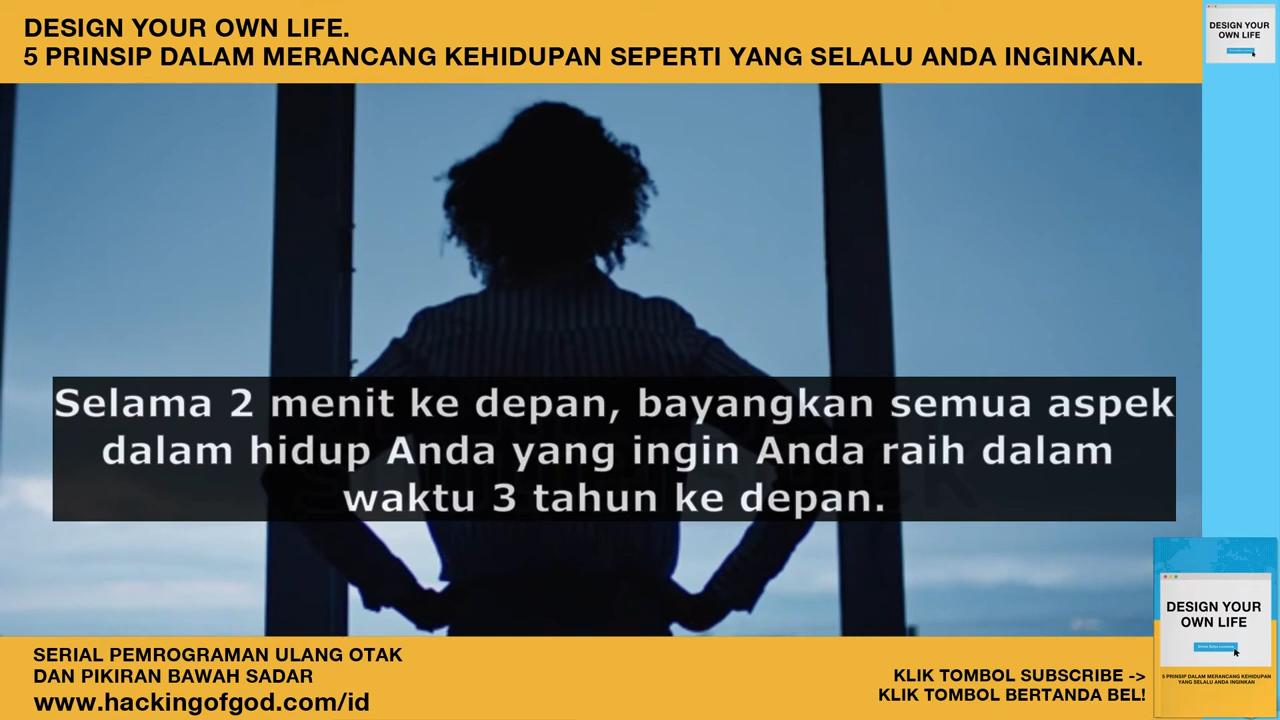 DESIGN YOUR OWN LIFE.
5 PRINSIP DALAM MERANCANG KEHIDUPAN SEPERTI YANG SELALU ANDA INGINKAN.
DESIGN YOUR
OWN LIFE
Selama 2 menit ke depan, bayangkan semua aspek
dalam hidup Anda yang ingin Anda raih dalam
waktu 3 tahun ke depan.
SERIAL PEMROGRAMAN ULANG OTAK
DAN PIKIRAN BAWAH SADAR
www.hackingofgod.com/id
KLIK TOMBOL SUBSCRIBE ->
KLIK TOMBOL BERTANDA BEL!
DESIGN YOUR
OWN LIFE
5 PRINSIP DALAM MERANCANG KEHIDUPAN
YANG SELALU ANDA INGINKAN